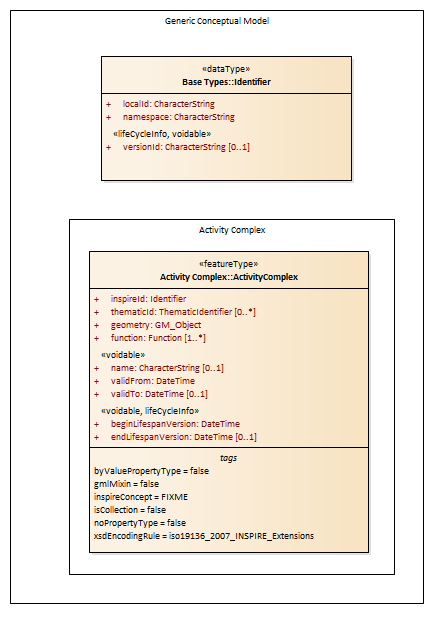 Generic Conceptual Model
«dataType»
Base Types::Identifier
+ localId: CharacterString
+ namespace: CharacterString
«lifeCycleInfo, voidable»
+ versionId: CharacterString [0..1]
Activity Complex
«featureType»
Activity Complex::ActivityComplex
+ inspireId: Identifier
+ thematicId: ThematicIdentifier [0..*]
+ geometry: GM_Object
+ function: Function [1..*]
«voidable»
+ name: CharacterString [0..1]
+ validFrom: DateTime
+ validTo: DateTime [0..1]
«voidable, lifeCycleInfo»
+ beginLifespanVersion: DateTime
+ endLifespanVersion: DateTime [0..1]
tags
byValuePropertyType = false
gmlMixin = false
inspireConcept = FIXME
isCollection = false
noPropertyType = false
xsdEncodingRule = iso19136_2007_INSPIRE_Extensions